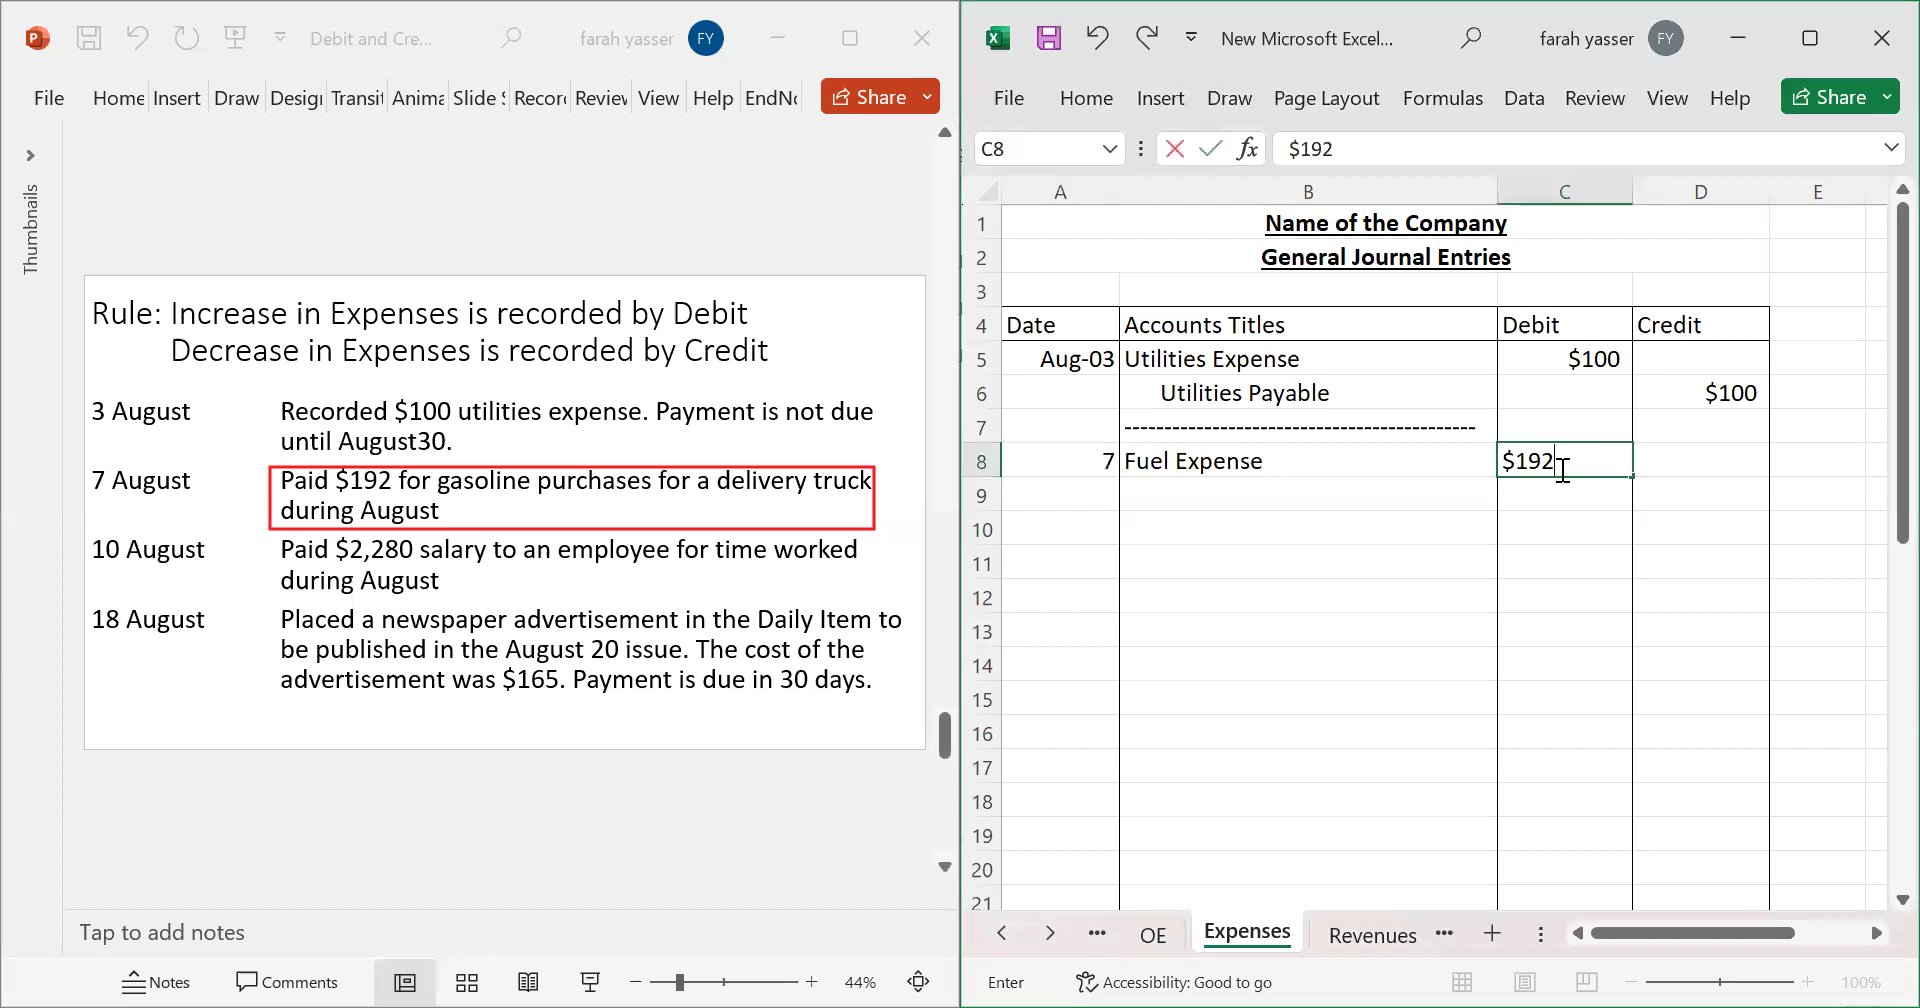 Debit and Cre...
farah yasser
FY
File Home Insert Draw Transit Slide Review View Help
Share
Thumbnails
Rule: Increase in Expenses is recorded by Debit
Decrease in Expenses is recorded by Credit
3 August Recorded $100 utilities expense. Payment is not due
until August30.
7 August Paid $192 for gasoline purchases for a delivery truck
during August
10 August Paid $2,280 salary to an employee for time worked
during August
18 August Placed a newspaper advertisement in the Daily Item to
be published in the August 20 issue. The cost of the
advertisement was $165. Payment is due in 30 days.
Tap to add notes
Notes Comments 44%
New Microsoft Excel...
farah yasser
FY
File Home Insert Draw Page Layout Formulas Data Review View Help
Share
C8 fx $192
A B C D E
1 Name of the Company
2 General Journal Entries
3
4 Date Accounts Titles Debit Credit
5 Aug-03 Utilities Expense $100
6 Utilities Payable $100
7 -------------------------------------------
8 7 Fuel Expense $192
9
10
11
12
13
14
15
16
17
18
19
20
21
OE Expenses Revenues
Enter Accessibility: Good to go 100%